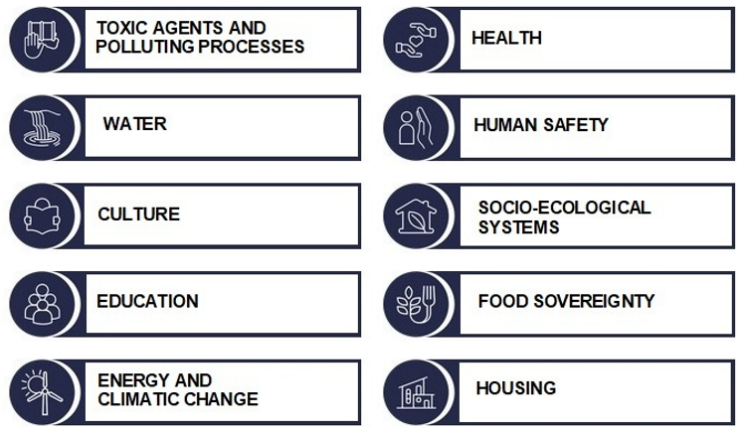 TOXIC AGENTS AND
POLLUTING PROCESSES
WATER
CULTURE
EDUCATION
ENERGY AND
CLIMATIC CHANGE
HEALTH
HUMAN SAFETY
SOCIO-ECOLOGICAL
SYSTEMS
FOOD SOVEREIGNTY
HOUSING